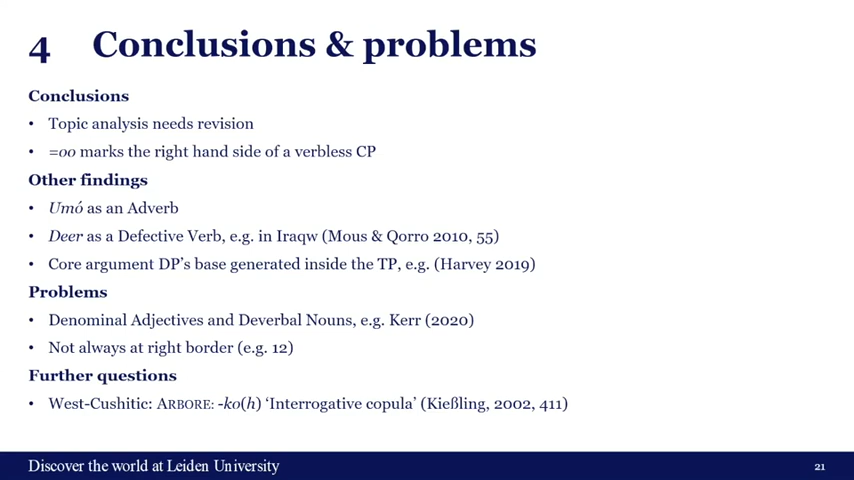 4 Conclusions & problems
Conclusions
• Topic analysis needs revision
• =oo marks the right hand side of a verbless CP
Other findings
• Umó as an Adverb
• Deer as a Defective Verb, e.g. in Iraqw (Mous & Qorro 2010, 55)
• Core argument DP’s base generated inside the TP, e.g. (Harvey 2019)
Problems
• Denominal Adjectives and Deverbal Nouns, e.g. Kerr (2020)
• Not always at right border (e.g. 12)
Further questions
• West-Cushitic: ARBORE: -ko(h) ‘Interrogative copula’ (Kießling, 2002, 411)
Discover the world at Leiden University 21